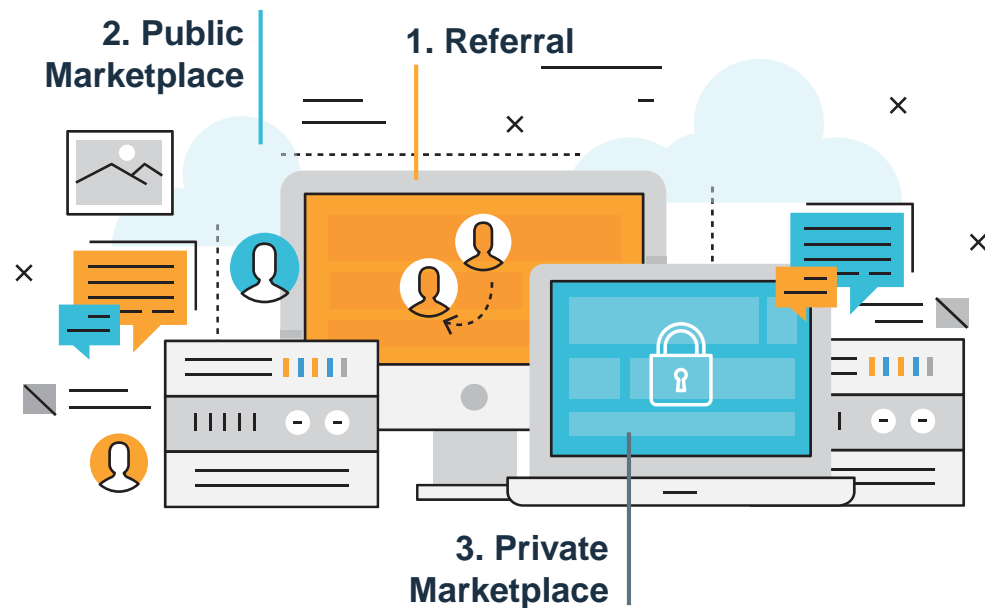 2. Public
Marketplace
1. Referral
3. Private
Marketplace